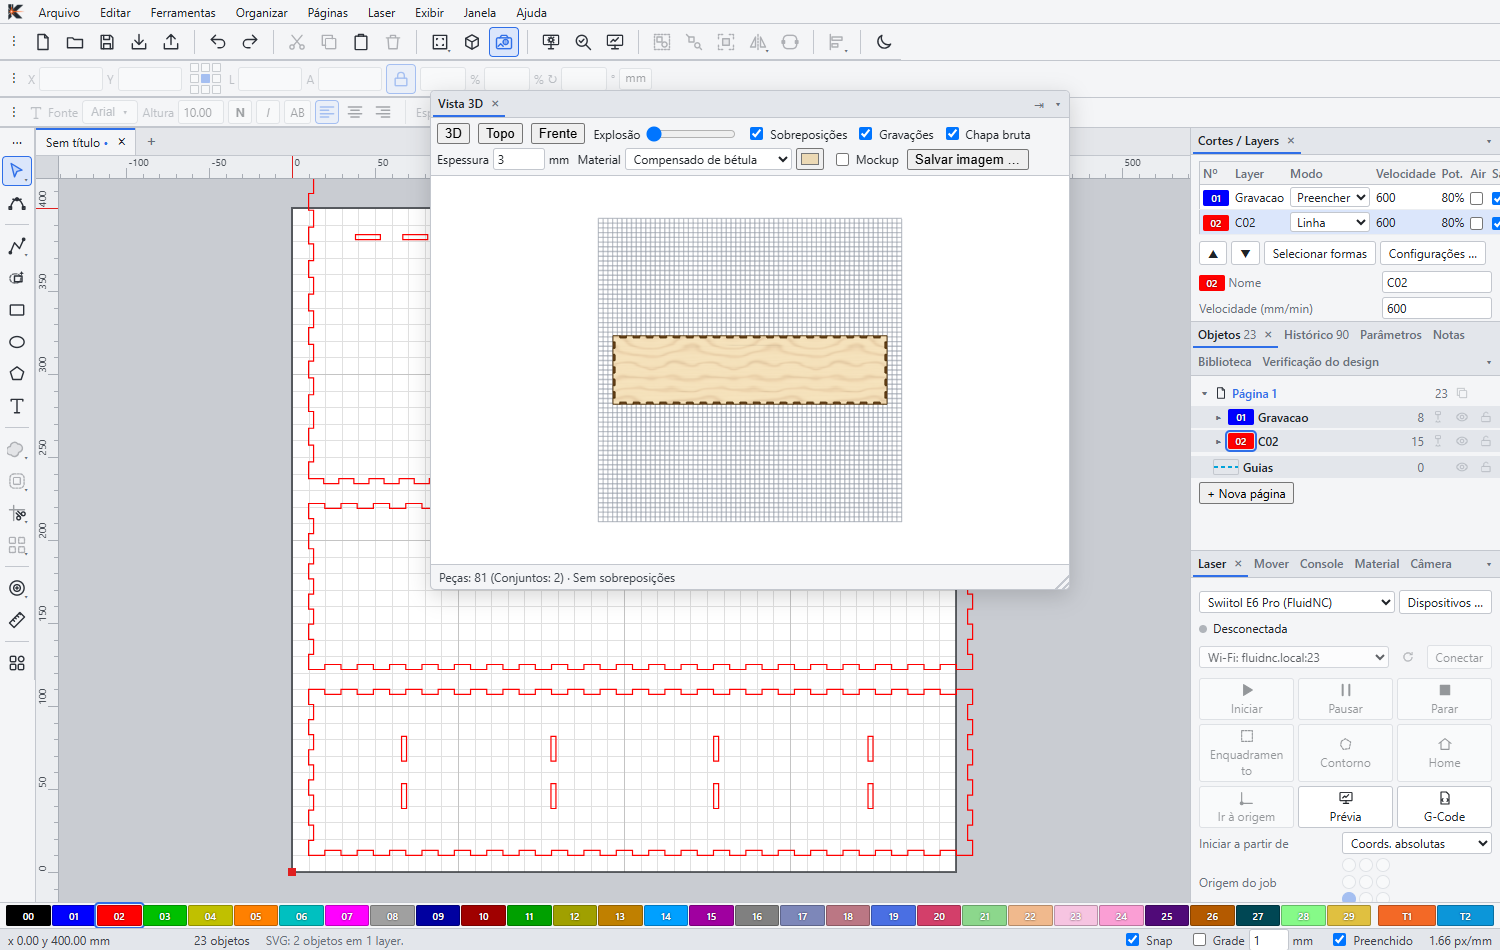 Arquivo Editar Ferramentas Organizar Páginas Laser Exibir Janela Ajuda
X Y L A % % ° mm
Fonte Arial Altura 10.00 N I AB Esp
Sem título • × +
-100 -50 0 50 500
400
350
300
250
200
150
100
50
0
Vista 3D ×
3D Topo Frente Explosão Sobreposições Gravações Chapa bruta
Espessura 3 mm Material Compensado de bétula Mockup Salvar imagem ...
Peças: 81 (Conjuntos: 2) · Sem sobreposições
Cortes / Layers ×
Nº Layer Modo Velocidade Pot. Air Sa
01 Gravacao Preencher 600 80%
02 C02 Linha 600 80%
▲ ▼ Selecionar formas Configurações ...
02 Nome C02
Velocidade (mm/min) 600
Objetos 23 × Histórico 90 Parâmetros Notas
Biblioteca Verificação do design
Página 1 23
01 Gravacao 8
02 C02 15
Guias 0
+ Nova página
Laser × Mover Console Material Câmera
Swiitol E6 Pro (FluidNC) Dispositivos ...
Desconectada
Wi-Fi: fluidnc.local:23 Conectar
Iniciar Pausar Parar
Enquadramen
to Contorno Home
Ir à origem Prévia G-Code
Iniciar a partir de Coords. absolutas
Origem do job
00 01 02 03 04 05 06 07 08 09 10 11 12 13 14 15 16 17 18 19 20 21 22 23 24 25 26 27 28 29 T1 T2
x 0.00 y 400.00 mm 23 objetos SVG: 2 objetos em 1 layer. Snap Grade 1 mm Preenchido 1.66 px/mm